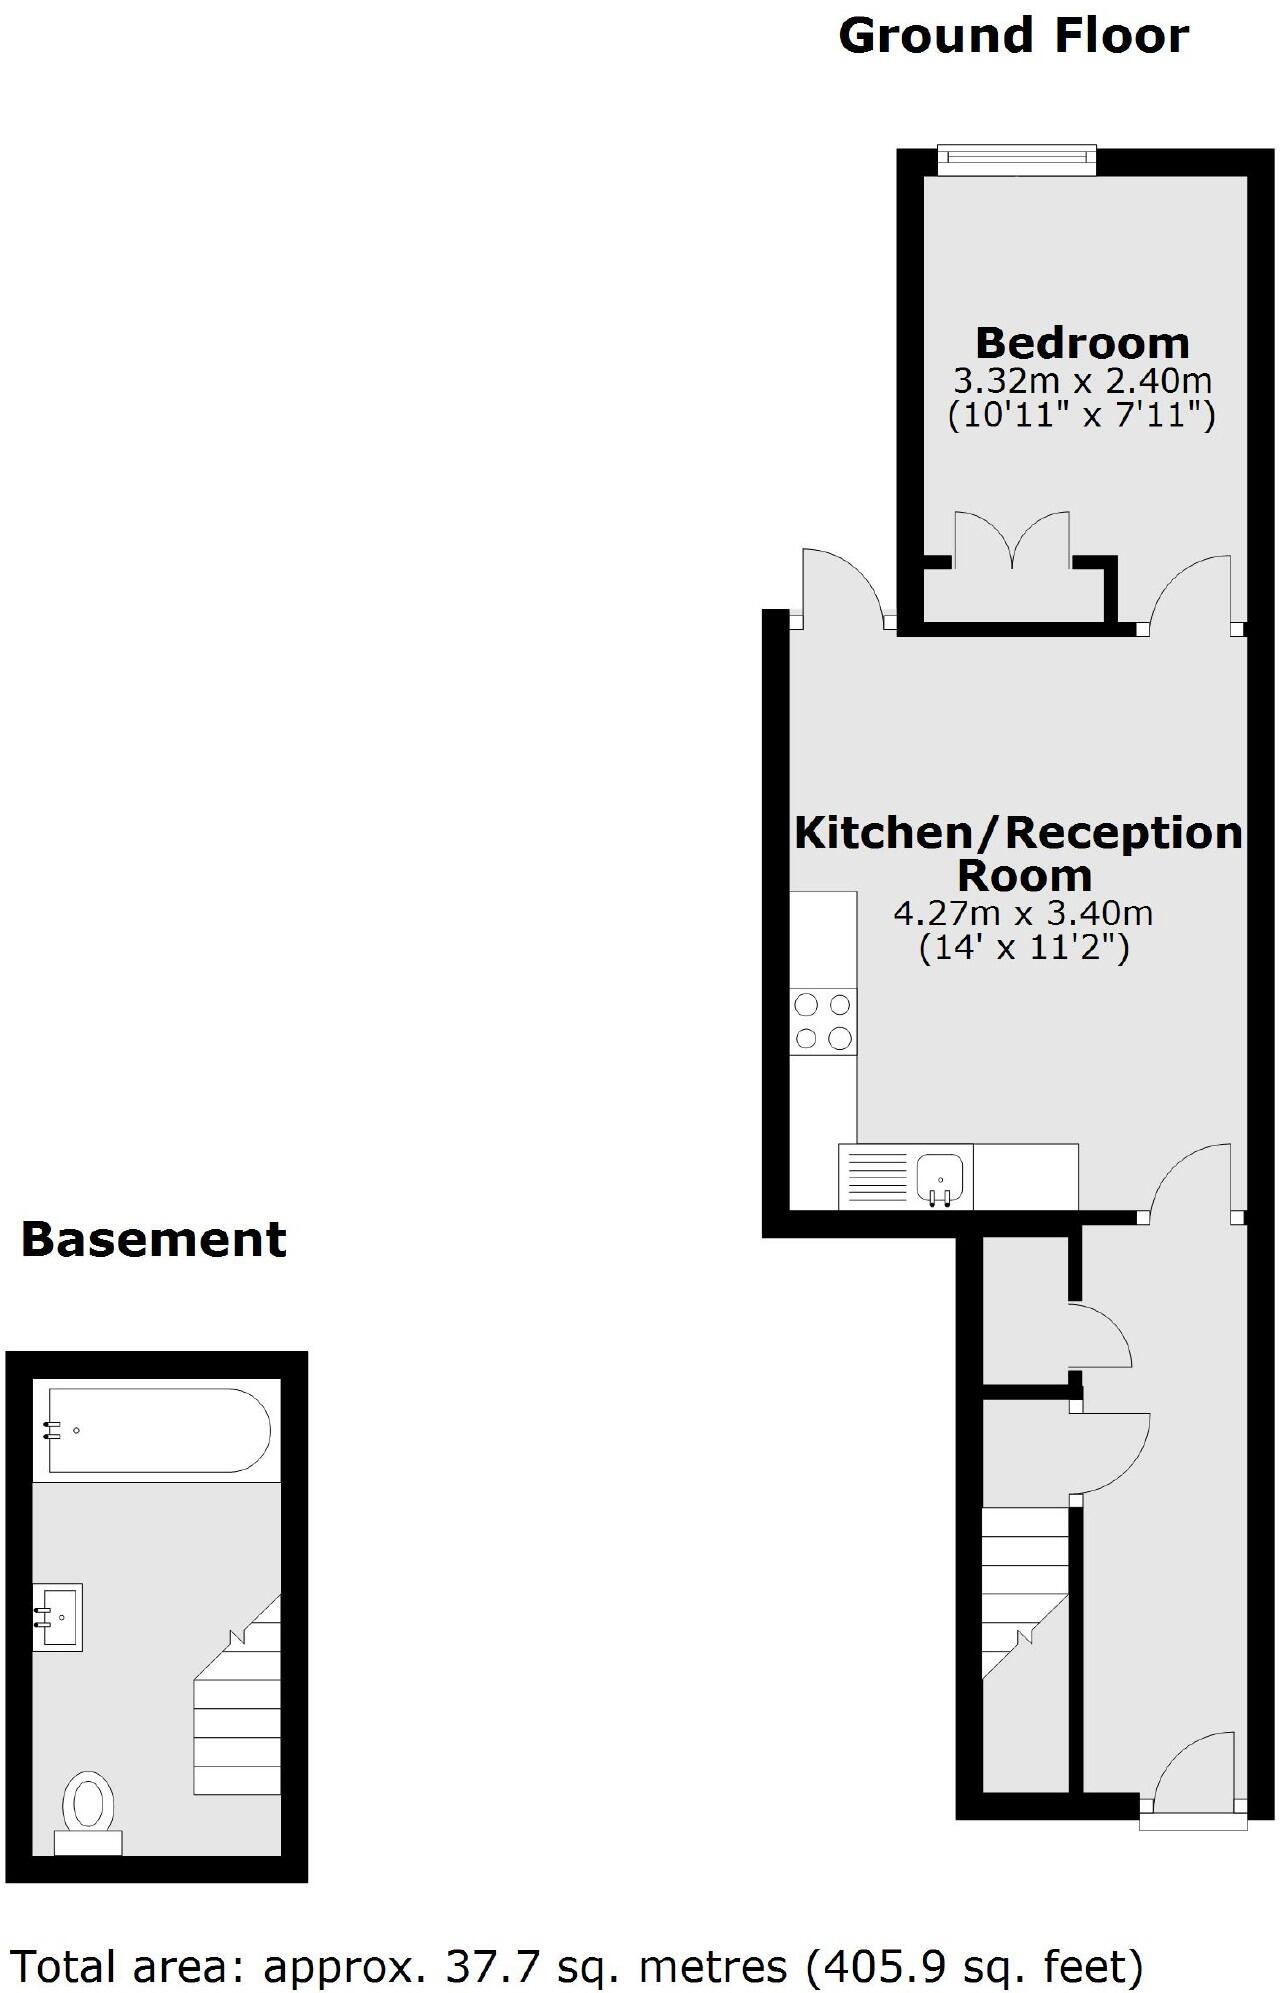 Ground Floor
Bedroom
3.32m x 2.40m
(10'11" x 7'11")
Kitchen/Reception
Room
4.27m x 3.40m
(14' x 11'2")
Basement
Total area: approx. 37.7 sq. metres (405.9 sq. feet)